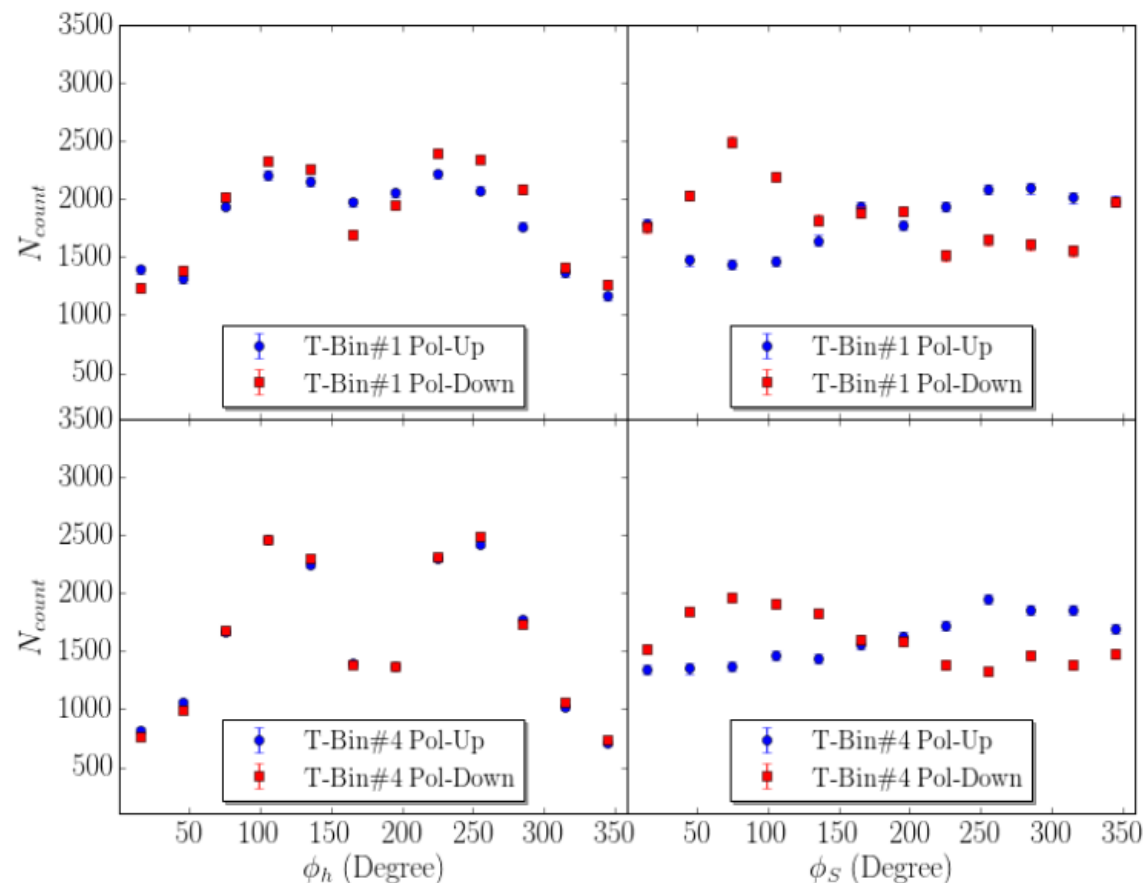 3500
3000
2500
2000
1500
1000
500
N_count
T-Bin#1 Pol-Up
T-Bin#1 Pol-Down
T-Bin#1 Pol-Up
T-Bin#1 Pol-Down
3500
3000
2500
2000
1500
1000
500
N_count
T-Bin#4 Pol-Up
T-Bin#4 Pol-Down
T-Bin#4 Pol-Up
T-Bin#4 Pol-Down
50 100 150 200 250 300 50 100 150 200 250 300 350
ϕ_h (Degree) ϕ_S (Degree)